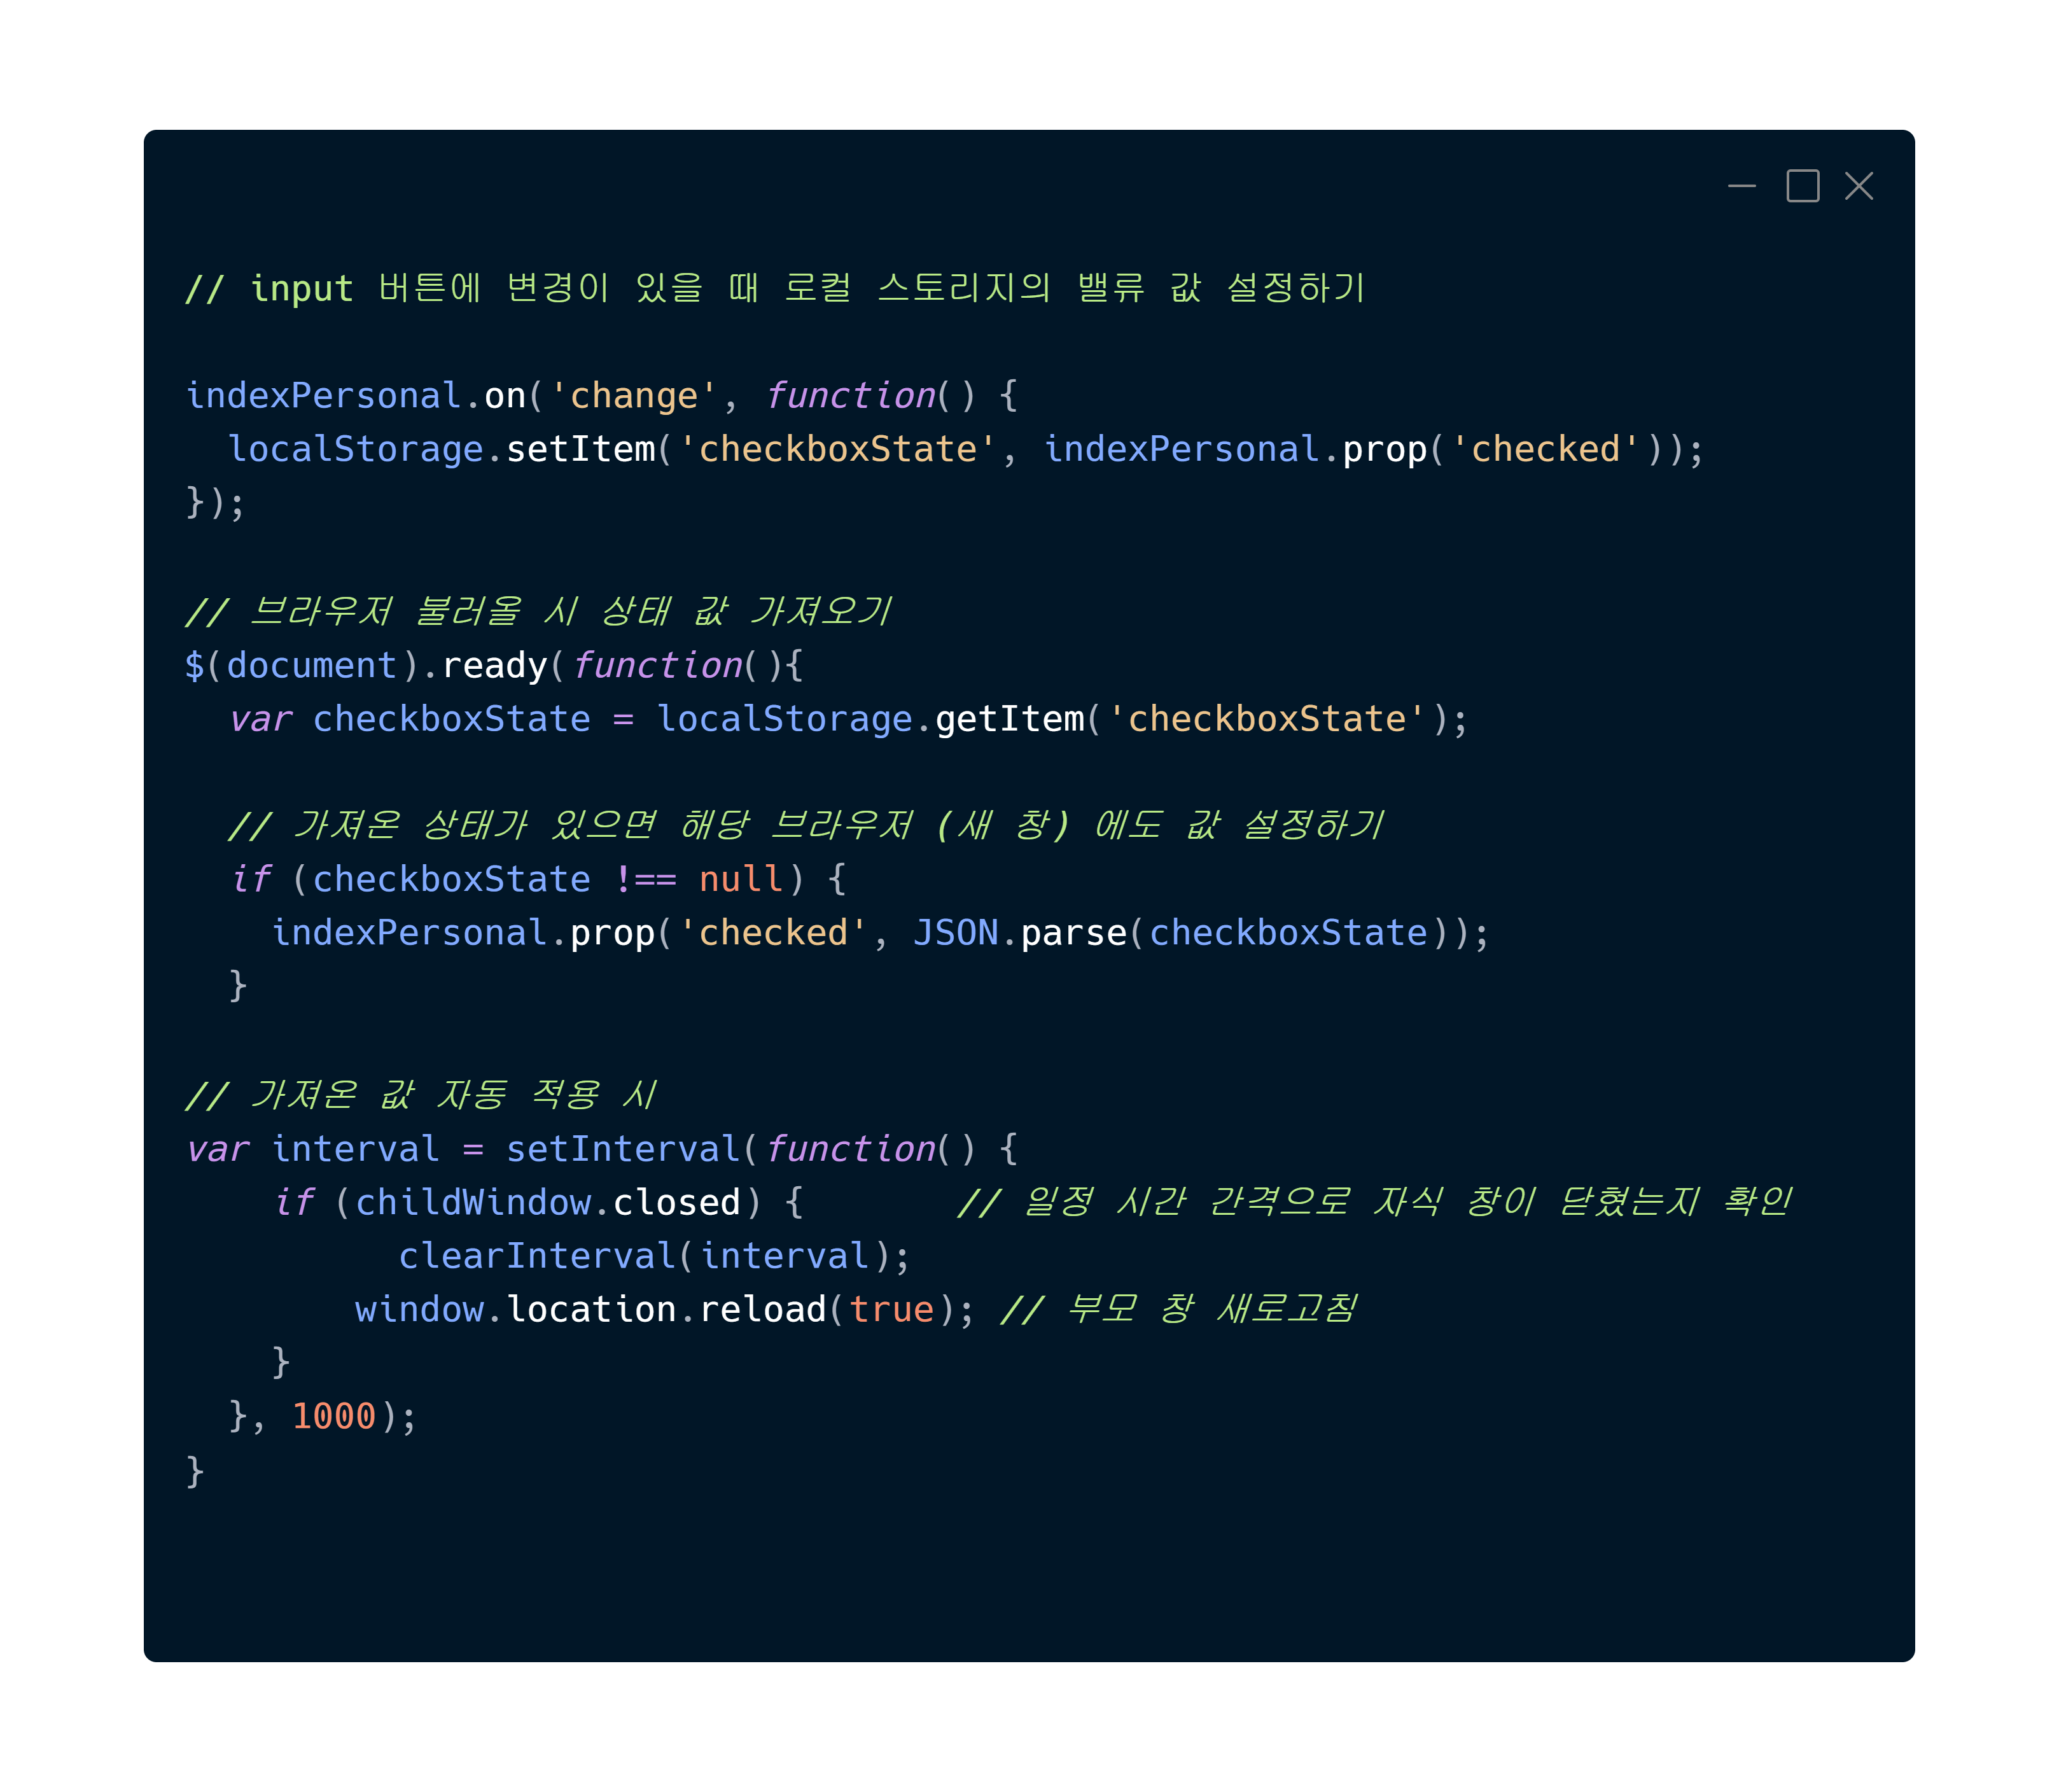 // input 버튼에 변경이 있을 때 로컬 스토리지의 밸류 값 설정하기
indexPersonal.on('change', function() {
  localStorage.setItem('checkboxState', indexPersonal.prop('checked'));
});
// 브라우저 불러올 시 상태 값 가져오기
$(document).ready(function(){
  var checkboxState = localStorage.getItem('checkboxState');
  // 가져온 상태가 있으면 해당 브라우저 (새 창) 에도 값 설정하기
  if (checkboxState !== null) {
    indexPersonal.prop('checked', JSON.parse(checkboxState));
  }
// 가져온 값 자동 적용 시
var interval = setInterval(function() {
    if (childWindow.closed) {       // 일정 시간 간격으로 자식 창이 닫혔는지 확인
          clearInterval(interval);
        window.location.reload(true); // 부모 창 새로고침
    }
  }, 1000);
}